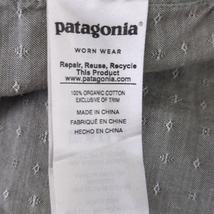 patagonia®
WORN WEAR
Repair, Reuse, Recycle
This Product
www.patagonia.com
100% ORGANIC COTTON
EXCLUSIVE OF TRIM
MADE IN CHINA
FABRIQUÉ EN CHINE
HECHO EN CHINA